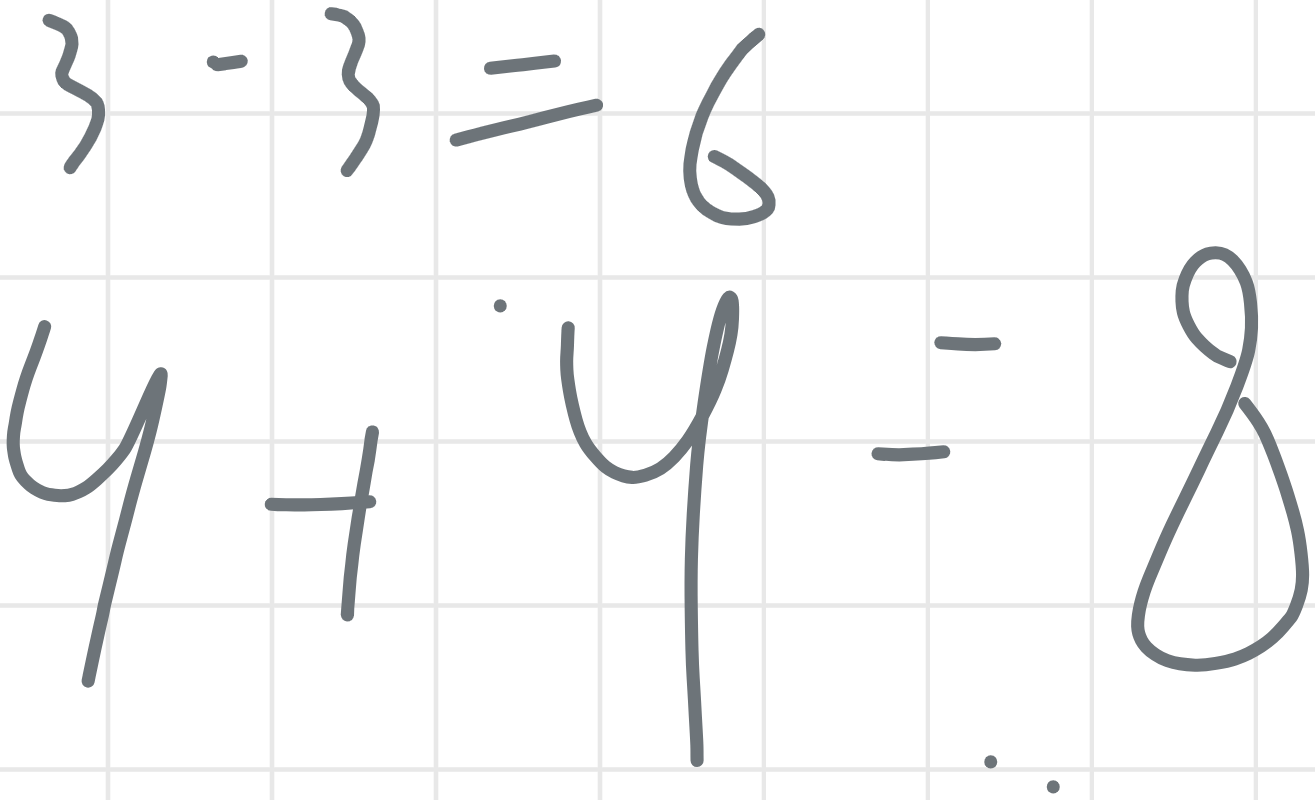 3 - 3 = 6
4 + 4 = 8